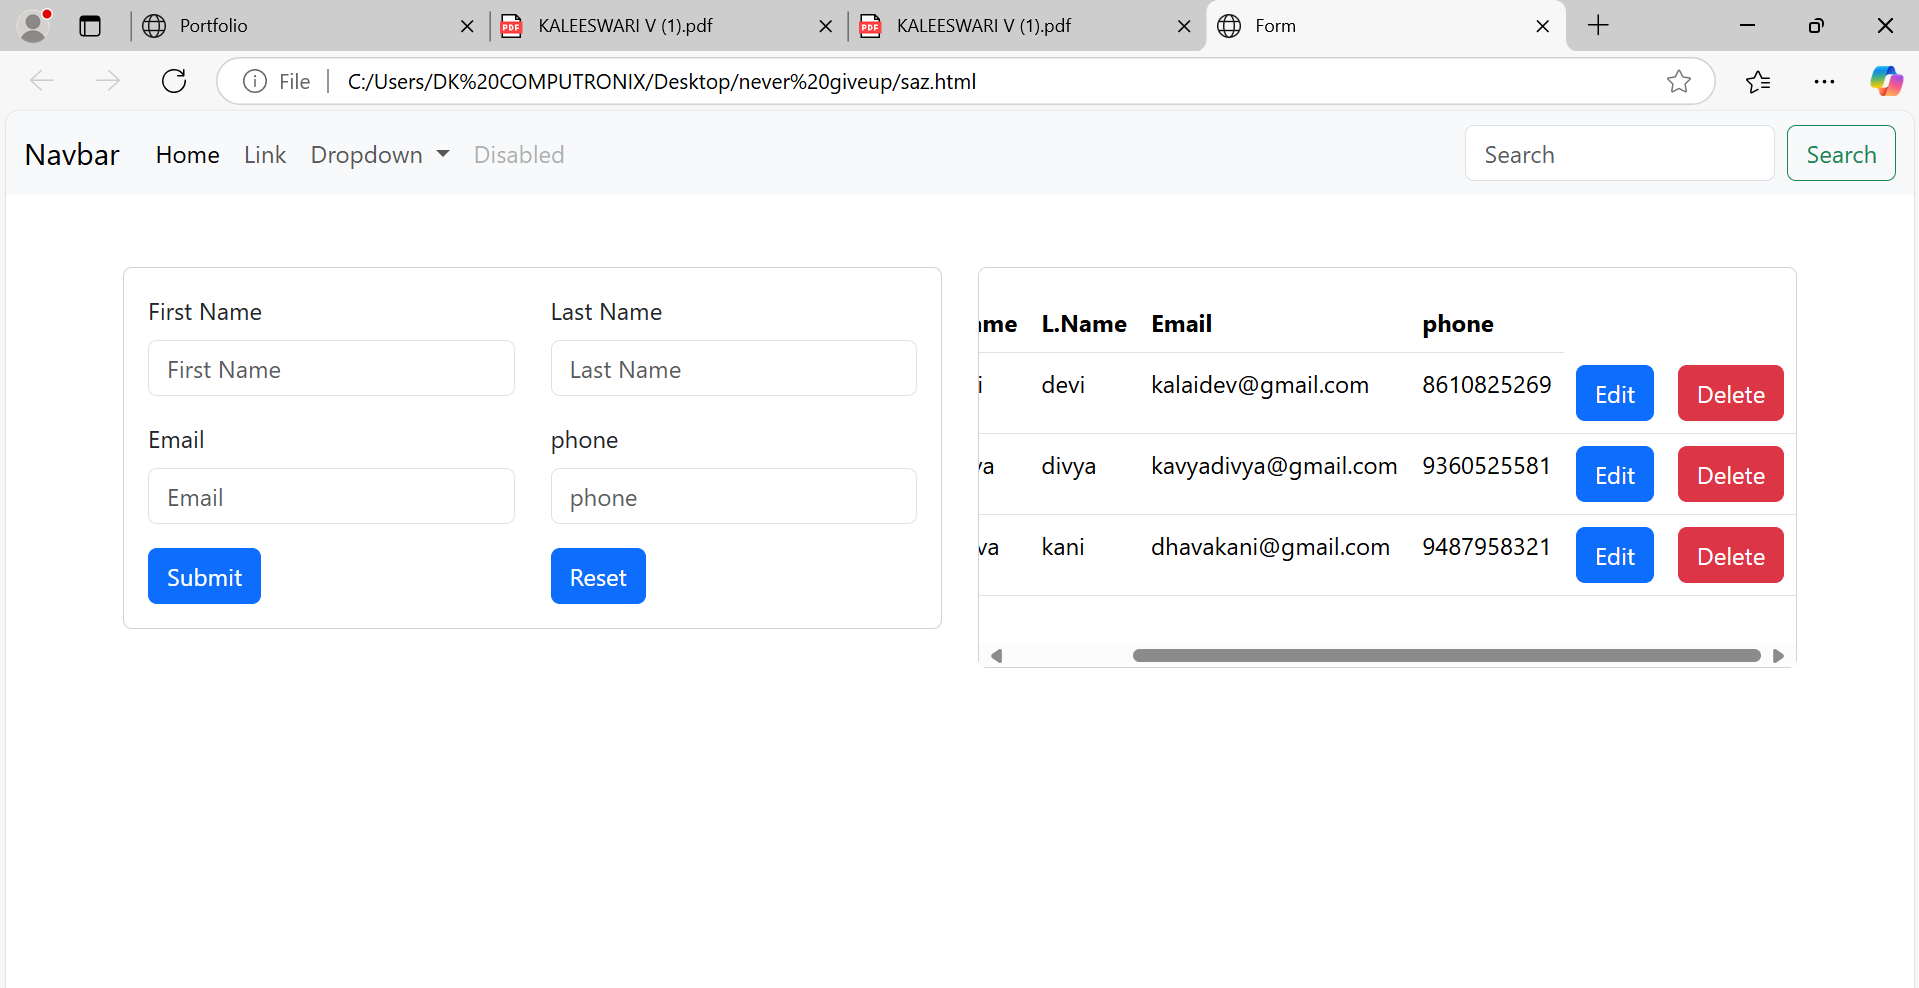 Portfolio
KALEESWARI V (1).pdf
KALEESWARI V (1).pdf
Form
File
C:/Users/DK%20COMPUTRONIX/Desktop/never%20giveup/saz.html
Navbar Home Link Dropdown Disabled
Search
Search
First Name
Last Name
First Name
Last Name
Email
phone
Email
phone
Submit
Reset
L.Name Email phone
devi kalaidev@gmail.com 8610825269 Edit Delete
divya kavyadivya@gmail.com 9360525581 Edit Delete
kani dhavakani@gmail.com 9487958321 Edit Delete